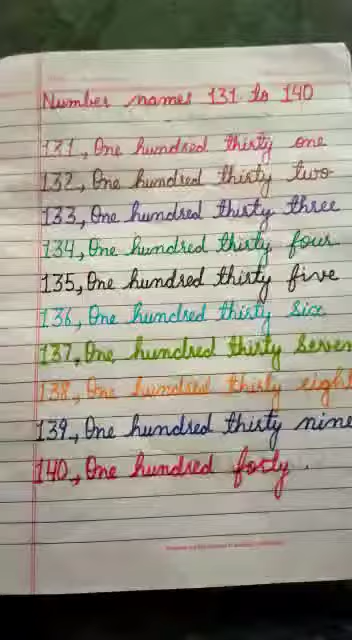 Number names 131 to 140
131, One hundred thirty one
132, One hundred thirty two
133, One hundred thirty three
134, One hundred thirty four
135, One hundred thirty five
136, One hundred thirty six
137, One hundred thirty seven
138, One hundred thirty eight
139, One hundred thirty nine
140, One hundred forty.